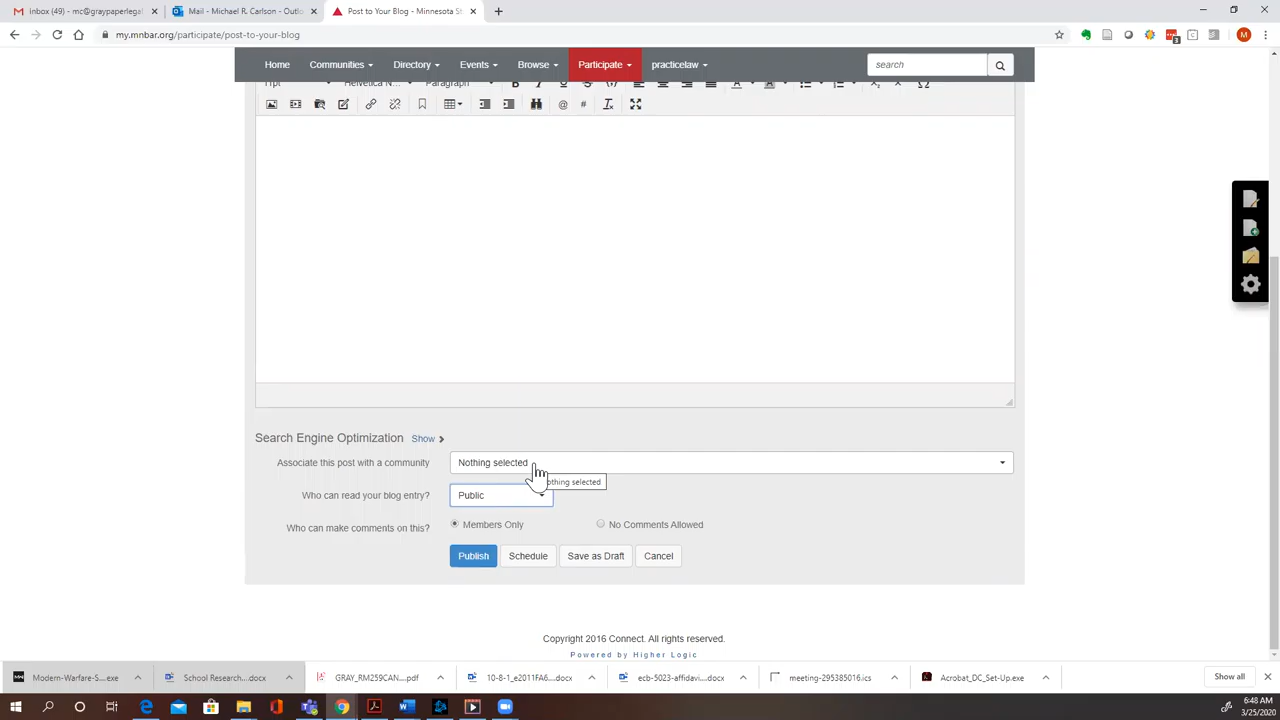 Inbox (49) - mc@graypaperlegal
Mail - Michael R. Carlson - Outlo
Post to Your Blog - Minnesota St
my.mnbar.org/participate/post-to-your-blog
3
M
Home
Communities
Directory
Events
Browse
Participate
practicelaw
search
11pt
Helvetica N...
Paragraph
Search Engine Optimization Show
Associate this post with a community
Nothing selected
nothing selected
Who can read your blog entry?
Public
Who can make comments on this?
Members Only
No Comments Allowed
Publish
Schedule
Save as Draft
Cancel
Copyright 2016 Connect. All rights reserved.
Powered by Higher Logic
Modern-Warfare-S....exe
School Research....docx
GRAY_RM259CAN....pdf
10-8-1_e2011FA6....docx
ecb-5023-affidavi....docx
meeting-295385016.ics
Acrobat_DC_Set-Up.exe
Show all
6:48 AM
3/25/2020